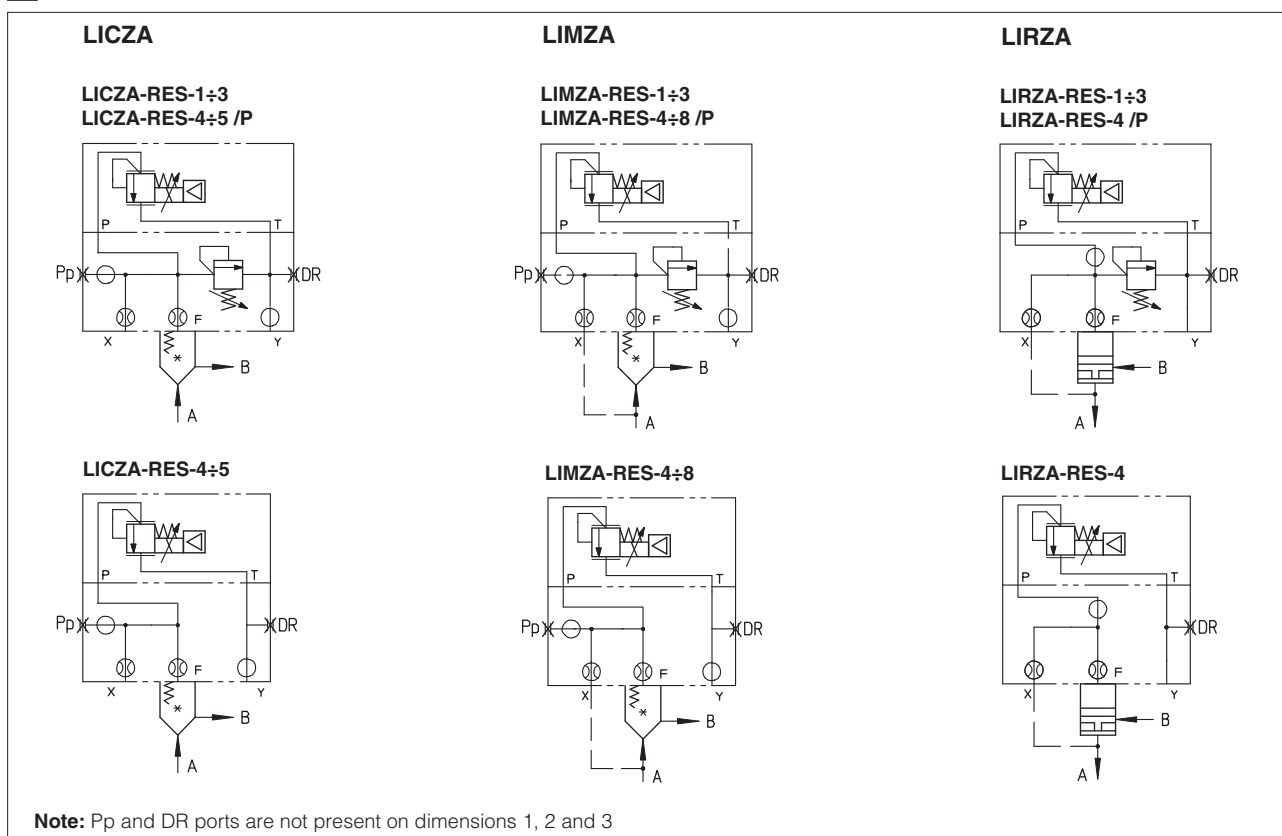 LICZA
LIMZA
LIRZA
LICZA-RES-1÷3
LICZA-RES-4÷5 /P
LIMZA-RES-1÷3
LIMZA-RES-4÷8 /P
LIRZA-RES-1÷3
LIRZA-RES-4 /P
P
T
Pp
DR
X
F
Y
B
A
P
T
Pp
DR
X
F
Y
B
A
P
T
DR
X
F
Y
B
A
LICZA-RES-4÷5
LIMZA-RES-4÷8
LIRZA-RES-4
P
T
Pp
DR
X
F
Y
B
A
P
T
Pp
DR
X
F
Y
B
A
P
T
DR
X
F
Y
B
A
Note: Pp and DR ports are not present on dimensions 1, 2 and 3